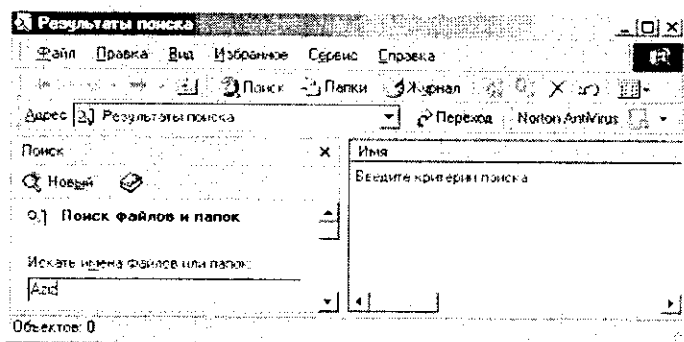 Результаты поиска
Файл Правка Вид Избранное Сервис Справка
Поиск Папки Журнал
Адрес Результаты поиска Переход Norton AntiVirus
Поиск
Новый
Поиск файлов и папок
Искать имена файлов или папок:
Azid
Имя
Введите критерии поиска
Объектов: 0